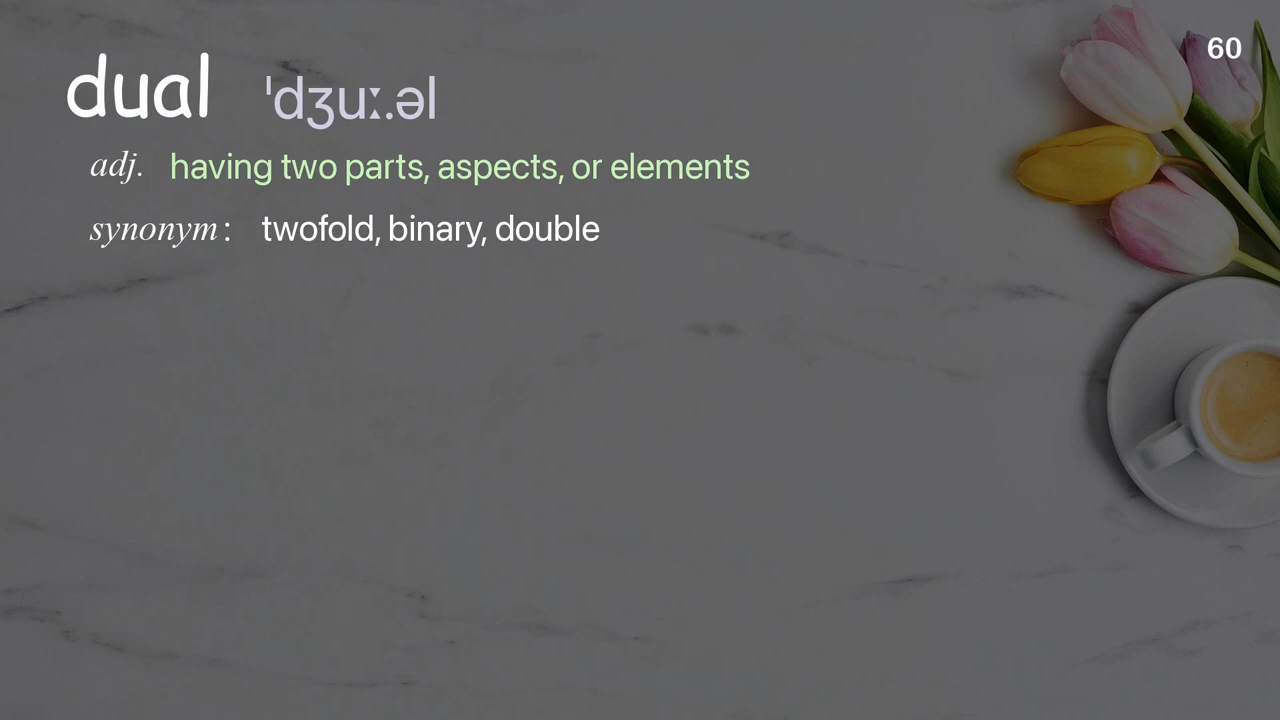 60
dual ˈdʒuː.əl
adj. having two parts, aspects, or elements
synonym : twofold, binary, double